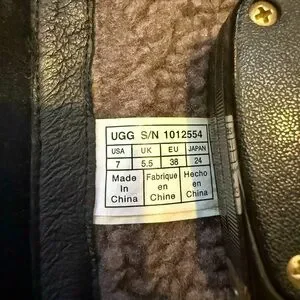 UGG S/N 1012554
USA UK EU JAPAN
7 5.5 38 24
Made Fabrique Hecho
In en en
China Chine China